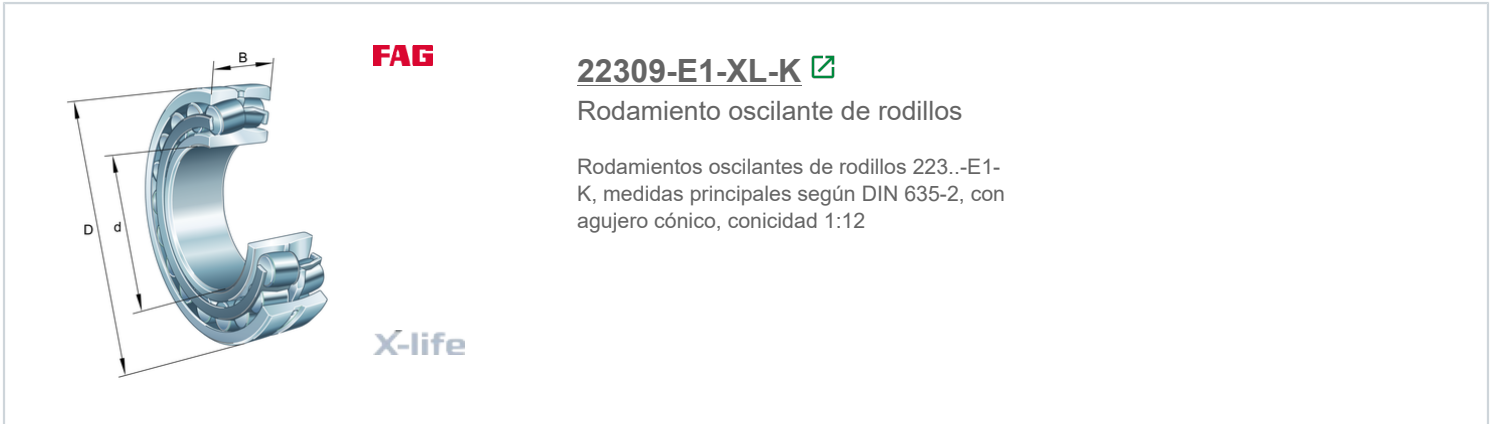 B
D
d
FAG
X-life
22309-E1-XL-K
Rodamiento oscilante de rodillos
Rodamientos oscilantes de rodillos 223..-E1-
K, medidas principales según DIN 635-2, con
agujero cónico, conicidad 1:12